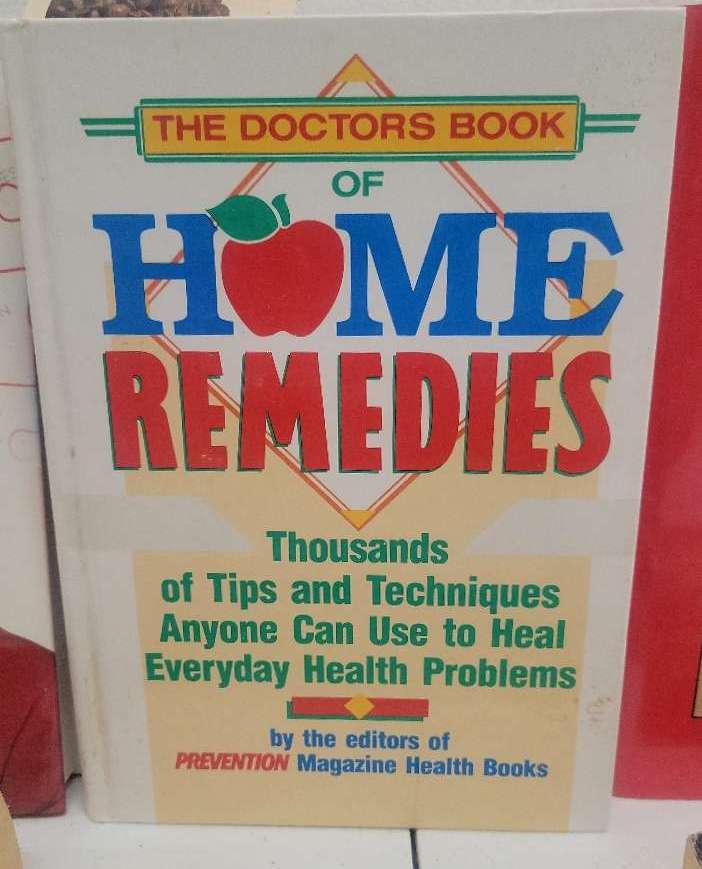 THE DOCTORS BOOK
OF
HOME
REMEDIES
Thousands
of Tips and Techniques
Anyone Can Use to Heal
Everyday Health Problems
by the editors of
PREVENTION Magazine Health Books